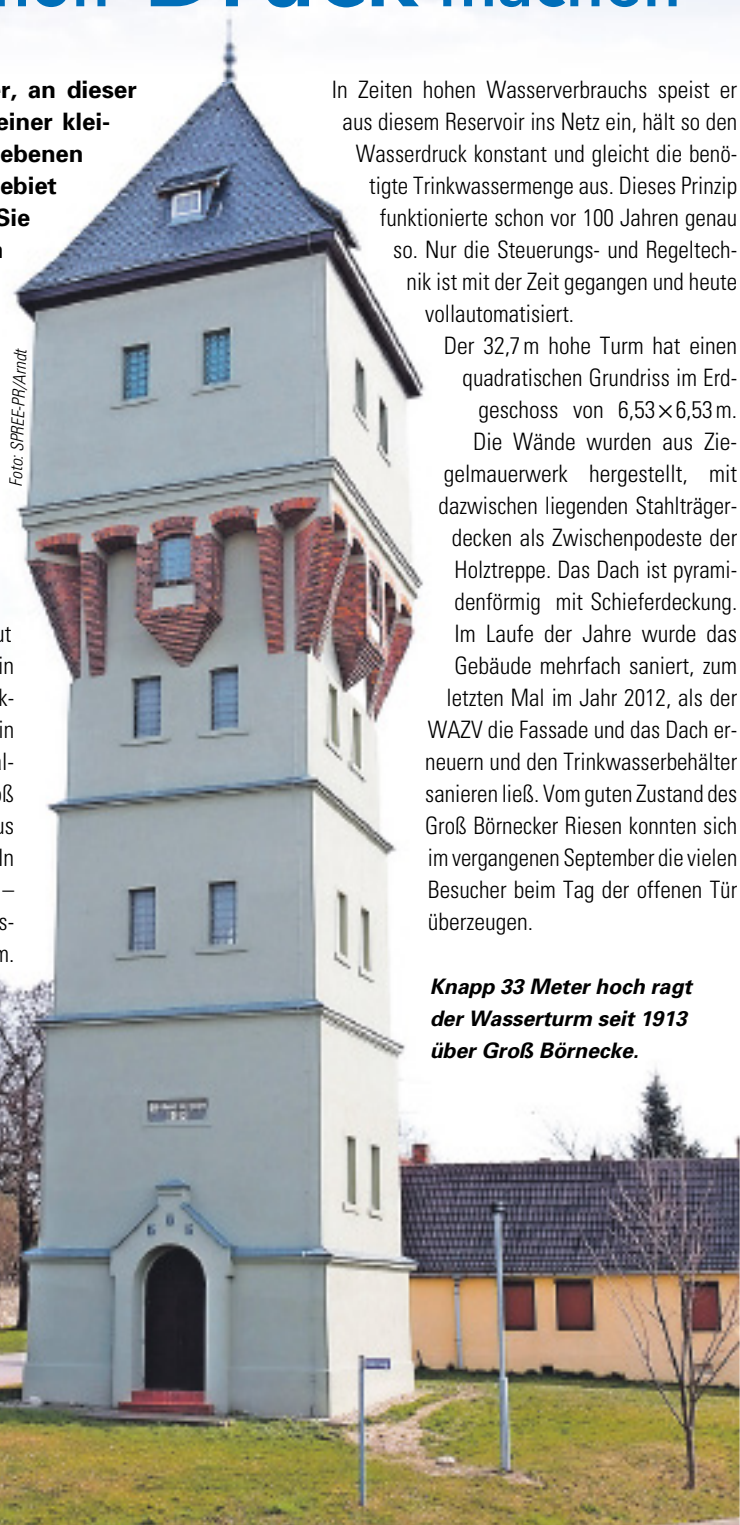 Druck machen
er, an dieser
einer klei-
ebenen
ebiet
Sie
Foto: SPREE-PR/Arndt
ut
in
k-
in
al-
oß
us
In
–
s-
m.
In Zeiten hohen Wasserverbrauchs speist er
aus diesem Reservoir ins Netz ein, hält so den
Wasserdruck konstant und gleicht die benö-
tigte Trinkwassermenge aus. Dieses Prinzip
funktionierte schon vor 100 Jahren genau
so. Nur die Steuerungs- und Regeltech-
nik ist mit der Zeit gegangen und heute
vollautomatisiert.
Der 32,7 m hohe Turm hat einen
quadratischen Grundriss im Erd-
geschoss von 6,53×6,53 m.
Die Wände wurden aus Zie-
gelmauerwerk hergestellt, mit
dazwischen liegenden Stahlträger-
decken als Zwischenpodeste der
Holztreppe. Das Dach ist pyrami-
denförmig mit Schieferdeckung.
Im Laufe der Jahre wurde das
Gebäude mehrfach saniert, zum
letzten Mal im Jahr 2012, als der
WAZV die Fassade und das Dach er-
neuern und den Trinkwasserbehälter
sanieren ließ. Vom guten Zustand des
Groß Börnecker Riesen konnten sich
im vergangenen September die vielen
Besucher beim Tag der offenen Tür
überzeugen.
Knapp 33 Meter hoch ragt
der Wasserturm seit 1913
über Groß Börnecke.